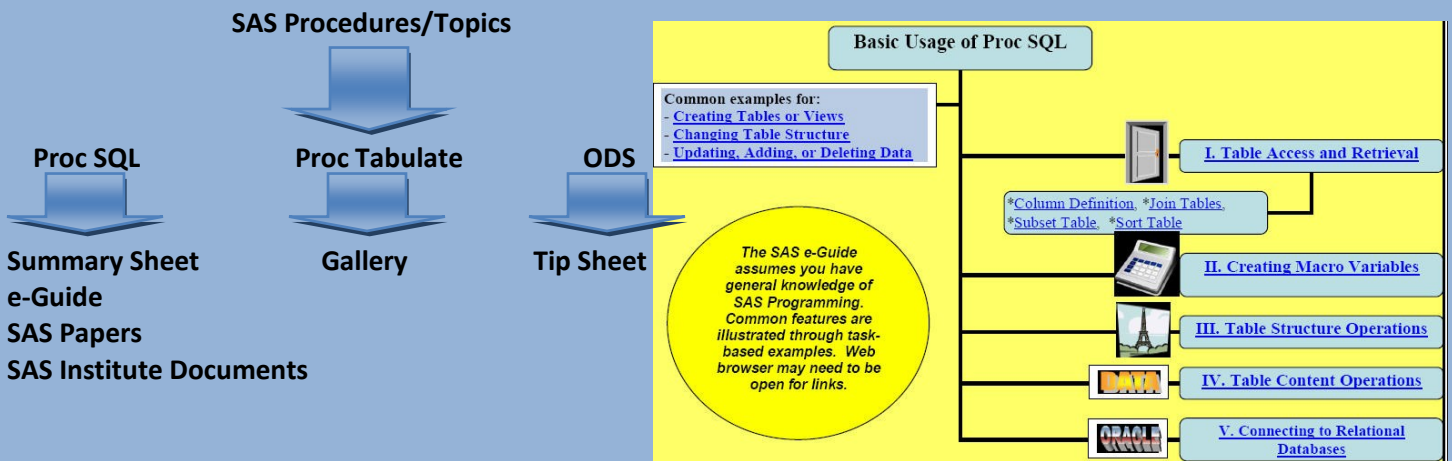 SAS Procedures/Topics
Proc SQL
Proc Tabulate
ODS
Summary Sheet
e-Guide
SAS Papers
SAS Institute Documents
Gallery
Tip Sheet
Basic Usage of Proc SQL
Common examples for:
- Creating Tables or Views
- Changing Table Structure
- Updating, Adding, or Deleting Data
I. Table Access and Retrieval
*Column Definition, *Join Tables,
*Subset Table, *Sort Table
The SAS e-Guide
assumes you have
general knowledge of
SAS Programming.
Common features are
illustrated through task-
based examples. Web
browser may need to be
open for links.
II. Creating Macro Variables
III. Table Structure Operations
DATA
IV. Table Content Operations
ORACLE
V. Connecting to Relational
Databases